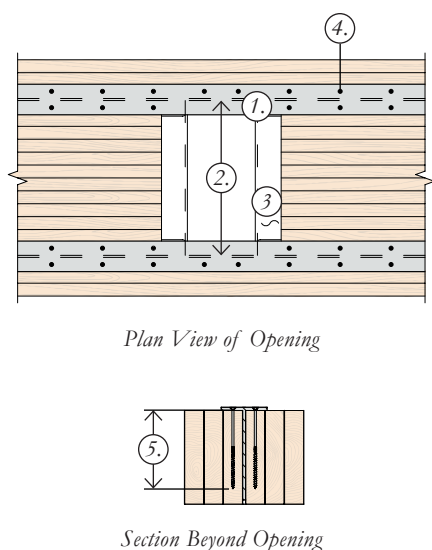 4.
1.
2.
3
Plan View of Opening
5.
Section Beyond Opening